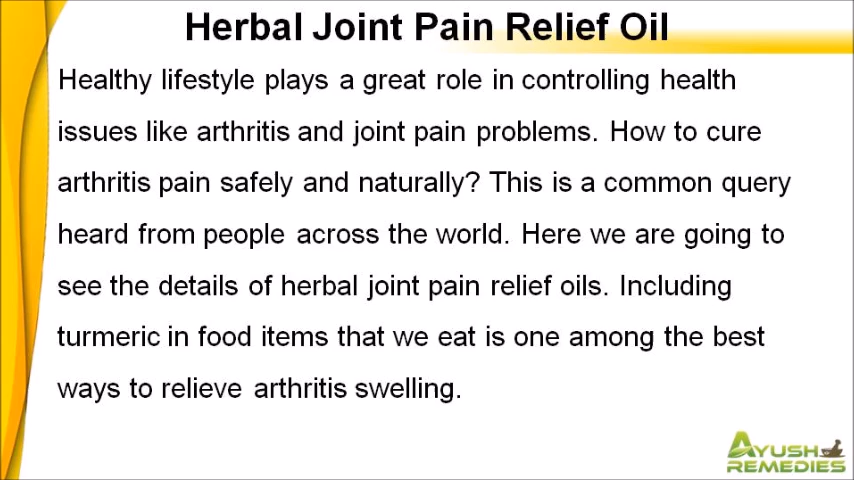 Herbal Joint Pain Relief Oil
Healthy lifestyle plays a great role in controlling health
issues like arthritis and joint pain problems. How to cure
arthritis pain safely and naturally? This is a common query
heard from people across the world. Here we are going to
see the details of herbal joint pain relief oils. Including
turmeric in food items that we eat is one among the best
ways to relieve arthritis swelling.
AYUSH
REMEDIES